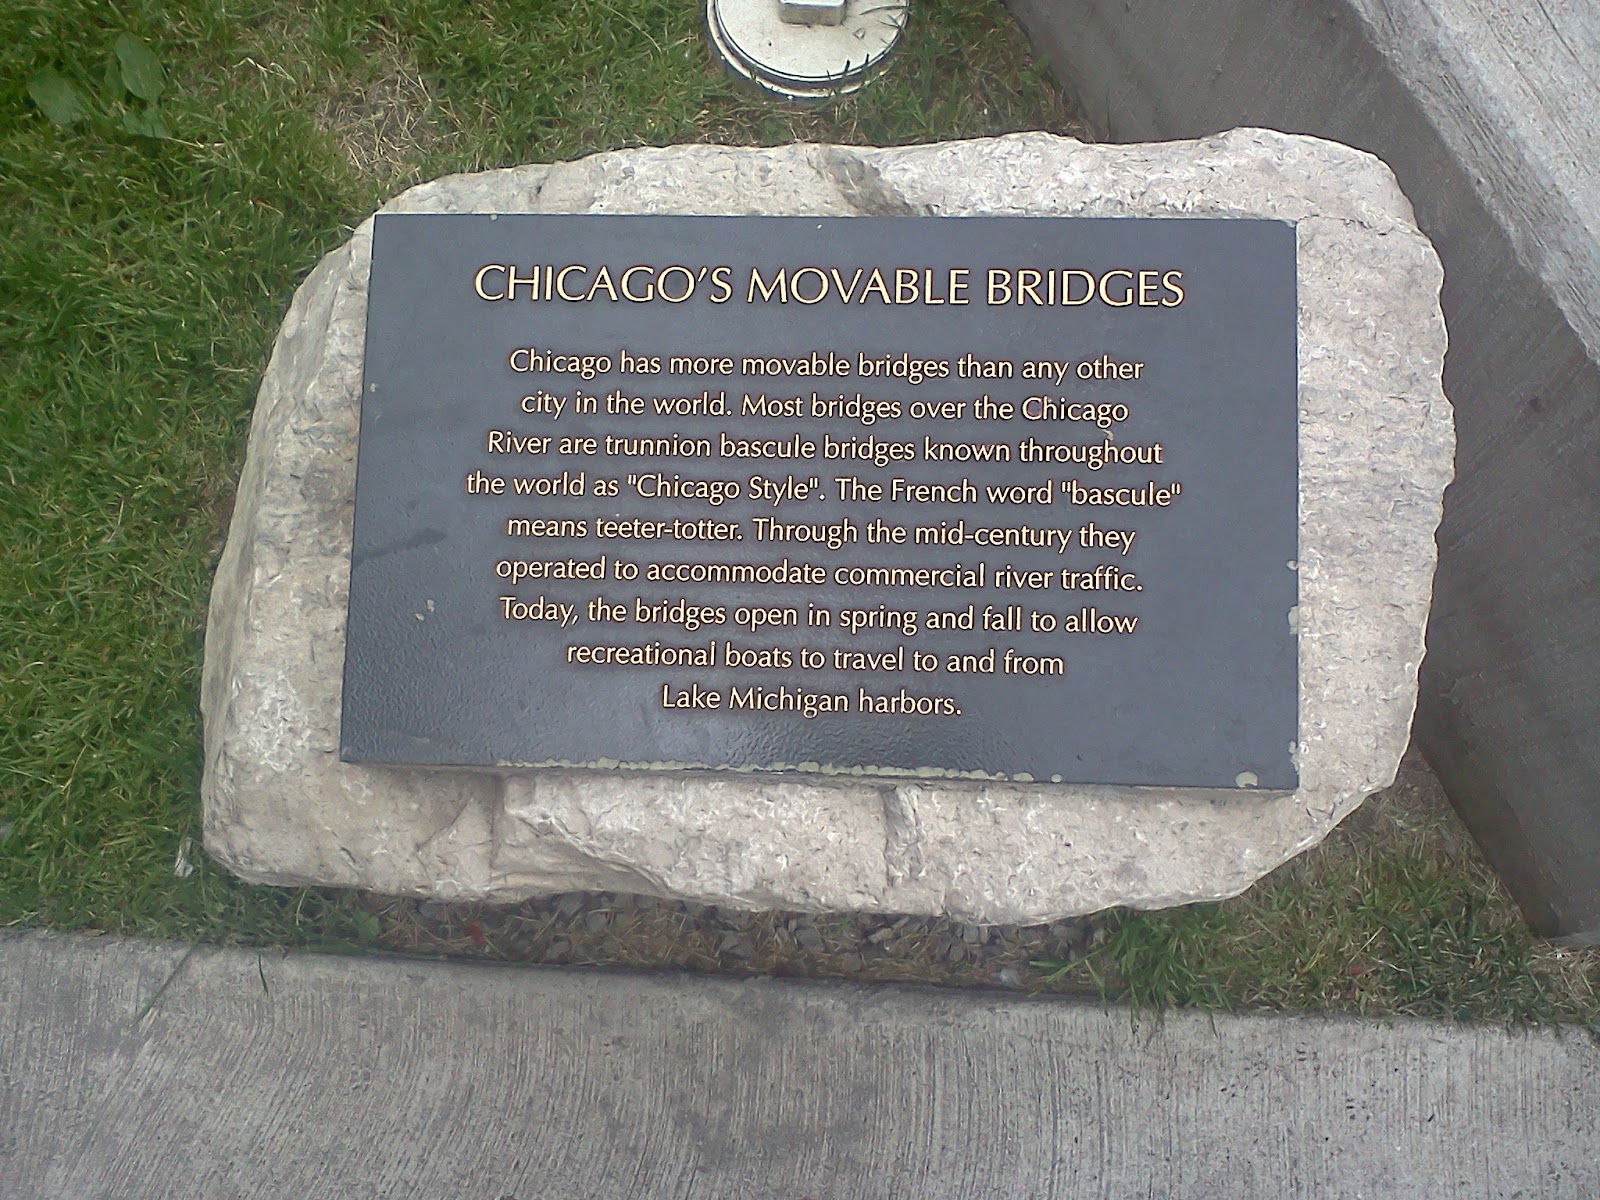 CHICAGO'S MOVABLE BRIDGES
Chicago has more movable bridges than any other
city in the world. Most bridges over the Chicago
River are trunnion bascule bridges known throughout
the world as "Chicago Style". The French word "bascule"
means teeter-totter. Through the mid-century they
operated to accommodate commercial river traffic.
Today, the bridges open in spring and fall to allow
recreational boats to travel to and from
Lake Michigan harbors.